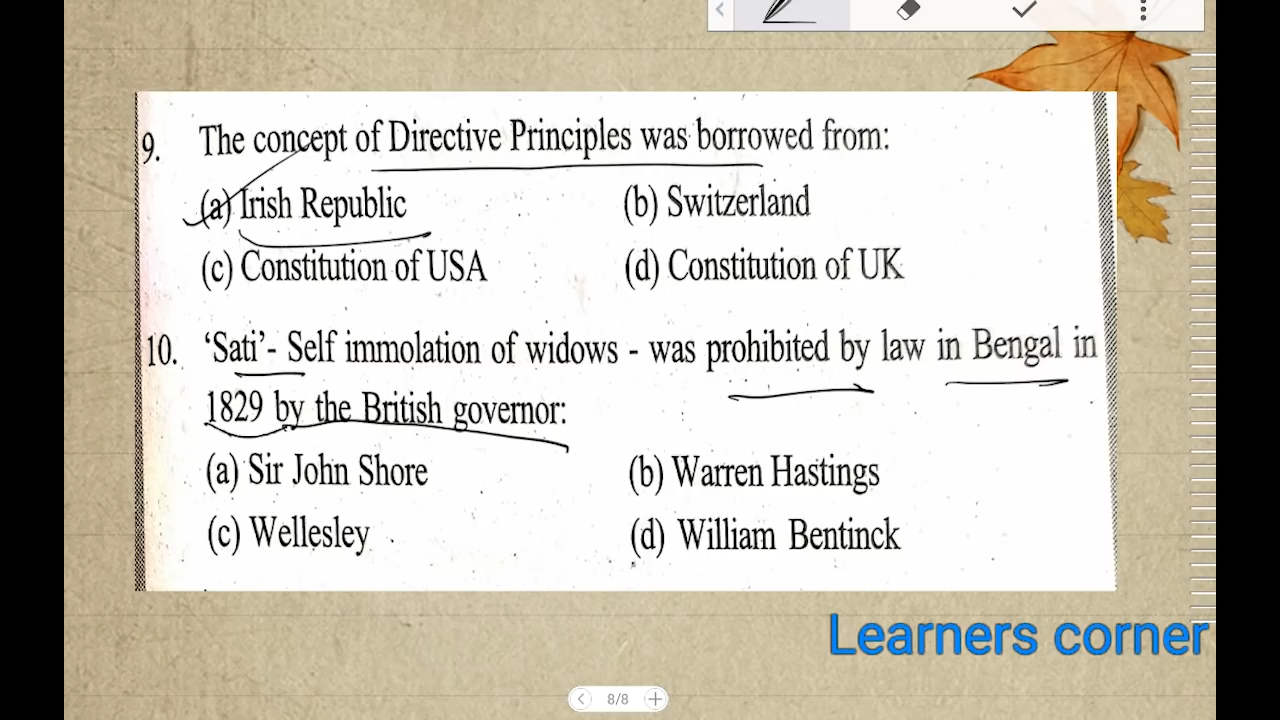 9. The concept of Directive Principles was borrowed from:
(a) Irish Republic (b) Switzerland
(c) Constitution of USA (d) Constitution of UK
10. ‘Sati’- Self immolation of widows - was prohibited by law in Bengal in
1829 by the British governor:
(a) Sir John Shore (b) Warren Hastings
(c) Wellesley (d) William Bentinck
Learners corner
8/8